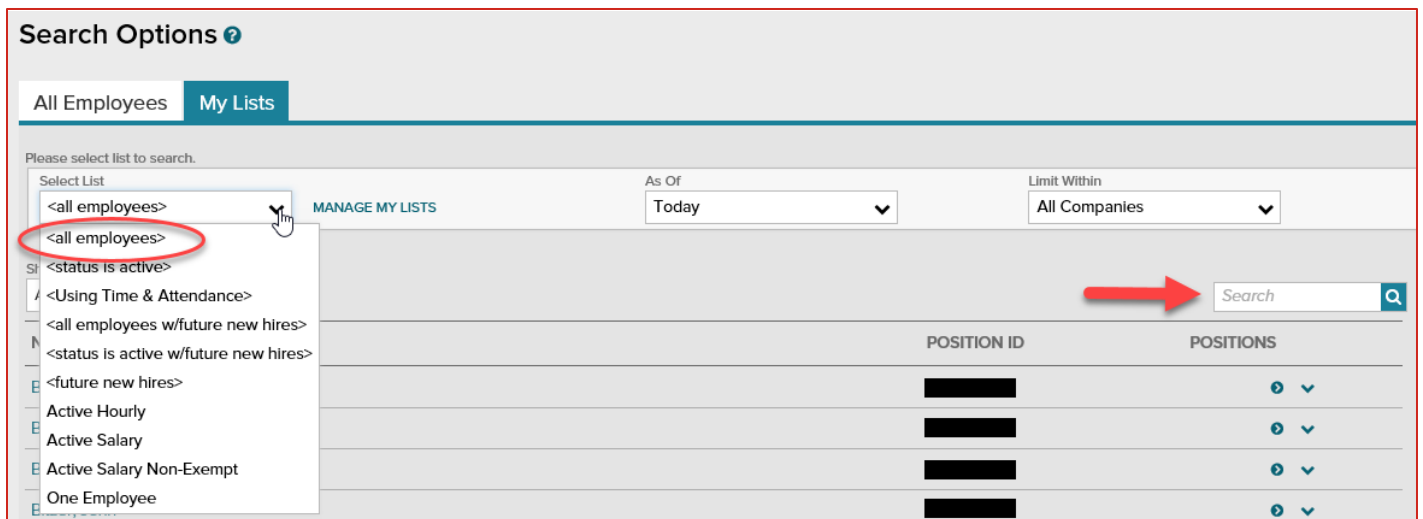 Search Options ?
All Employees My Lists
Please select list to search.
Select List As Of Limit Within
<all employees> MANAGE MY LISTS Today All Companies
<all employees>
<status is active>
<Using Time & Attendance> Search
<all employees w/future new hires>
<status is active w/future new hires> POSITION ID POSITIONS
<future new hires>
Active Hourly
Active Salary
Active Salary Non-Exempt
One Employee